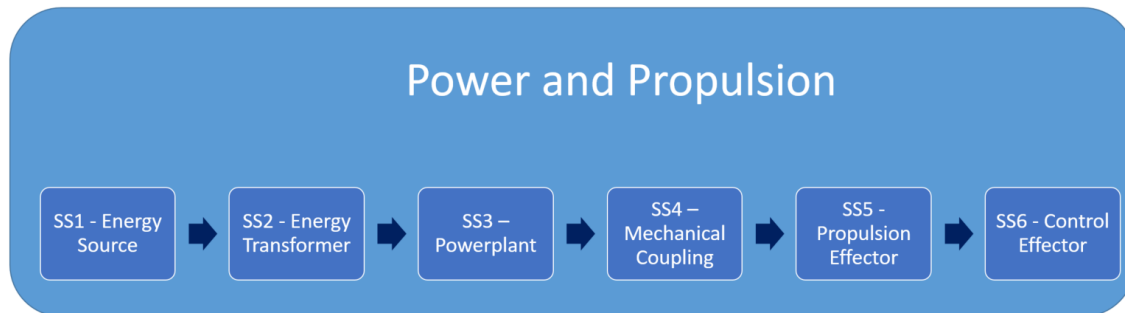 Power and Propulsion
SS1 - Energy
Source
SS2 - Energy
Transformer
SS3 –
Powerplant
SS4 –
Mechanical
Coupling
SS5 -
Propulsion
Effector
SS6 - Control
Effector